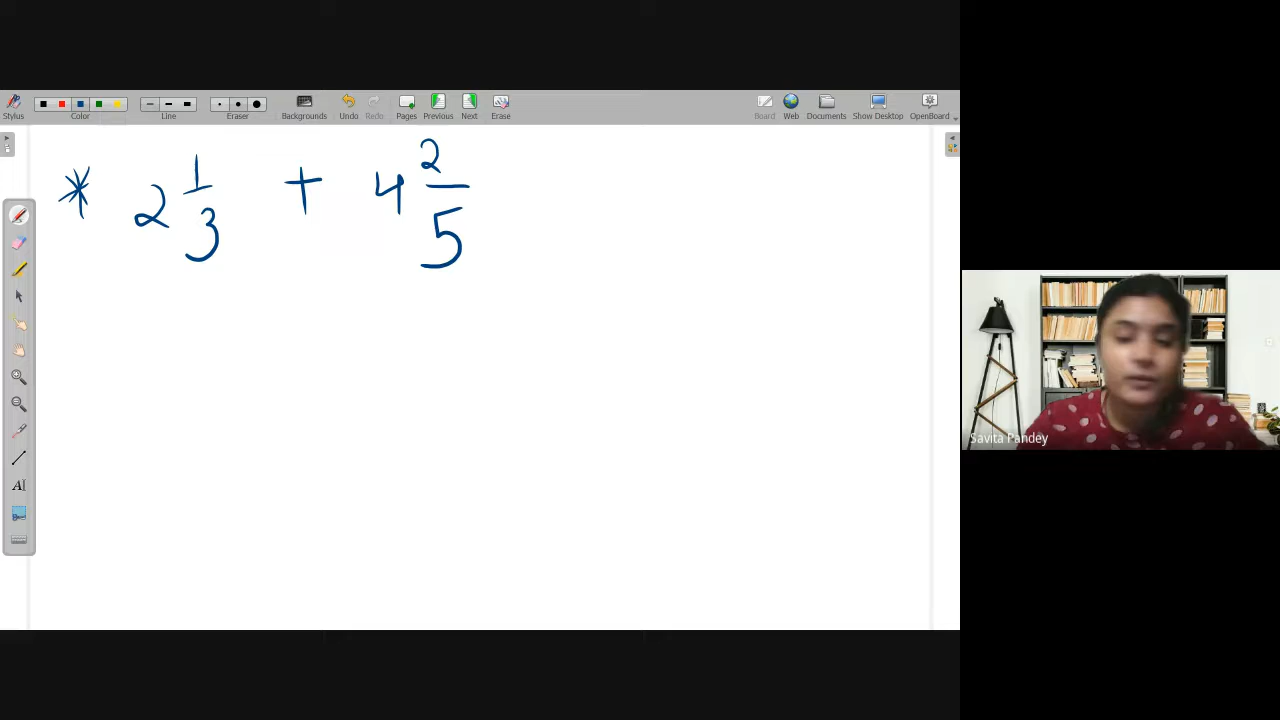 Stylus Color Line Eraser Backgrounds Undo Redo Pages Previous Next Erase Board Web Documents Show Desktop OpenBoard
* 2 1/3 + 4 2/5
AI
Savita Pandey